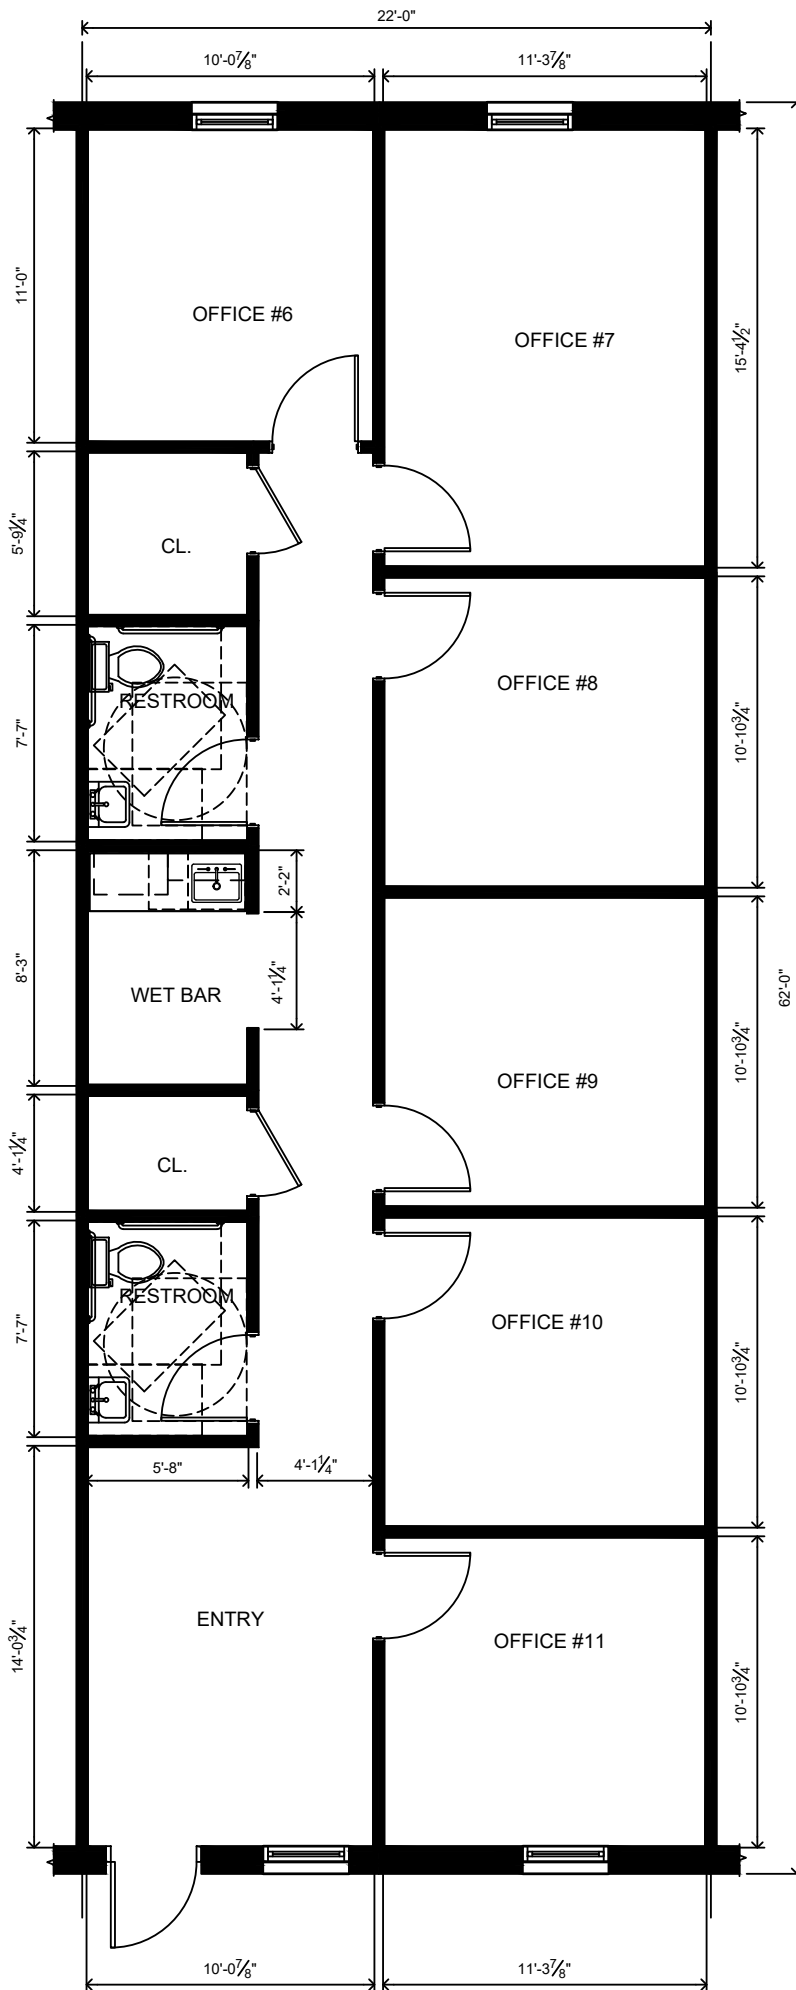 22'-0"
10'-0⅞"
11'-3⅞"
11'-0"
OFFICE #6
OFFICE #7
15'-4½"
5'-9¼"
CL.
7'-7"
RESTROOM
OFFICE #8
10'-10¾"
2'-2"
8'-3"
WET BAR
4'-1¼"
62'-0"
OFFICE #9
10'-10¾"
4'-1¼"
CL.
7'-7"
RESTROOM
OFFICE #10
10'-10¾"
5'-8"
4'-1¼"
14'-0¾"
ENTRY
OFFICE #11
10'-10¾"
10'-0⅞"
11'-3⅞"